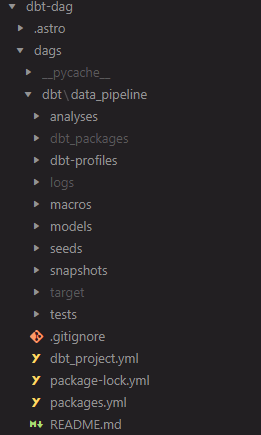 dbt-dag
.astro
dags
__pycache__
dbt\data_pipeline
analyses
dbt_packages
dbt-profiles
logs
macros
models
seeds
snapshots
target
tests
.gitignore
dbt_project.yml
package-lock.yml
packages.yml
README.md